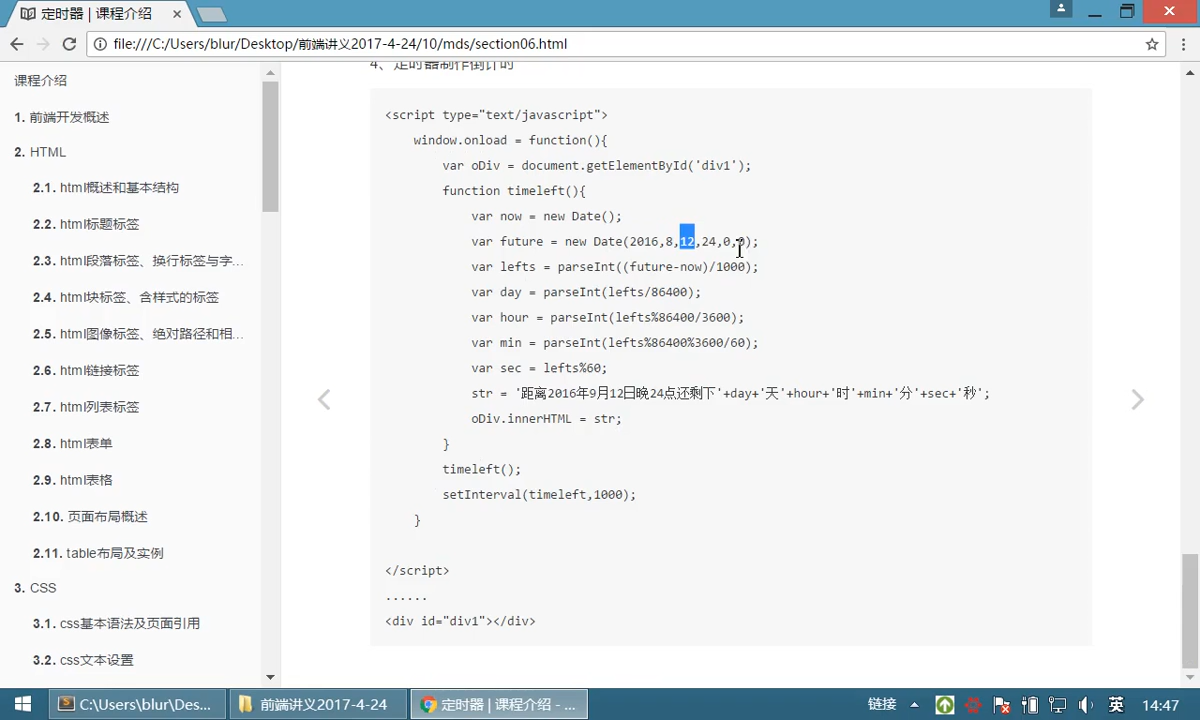 定时器 | 课程介绍
file:///C:/Users/blur/Desktop/前端讲义2017-4-24/10/mds/section06.html
课程介绍
1. 前端开发概述
2. HTML
2.1. html概述和基本结构
2.2. html标题标签
2.3. html段落标签、换行标签与字...
2.4. html块标签、含样式的标签
2.5. html图像标签、绝对路径和相...
2.6. html链接标签
2.7. html列表标签
2.8. html表单
2.9. html表格
2.10. 页面布局概述
2.11. table布局及实例
3. CSS
3.1. css基本语法及页面引用
3.2. css文本设置
4、定时器制作倒计时
<script type="text/javascript">
window.onload = function(){
var oDiv = document.getElementById('div1');
function timeleft(){
var now = new Date();
var future = new Date(2016,8,12,24,0,0);
var lefts = parseInt((future-now)/1000);
var day = parseInt(lefts/86400);
var hour = parseInt(lefts%86400/3600);
var min = parseInt(lefts%86400%3600/60);
var sec = lefts%60;
str = '距离2016年9月12日晚24点还剩下'+day+'天'+hour+'时'+min+'分'+sec+'秒';
oDiv.innerHTML = str;
}
timeleft();
setInterval(timeleft,1000);
}
</script>
......
<div id="div1"></div>
C:\Users\blur\Des...
前端讲义2017-4-24
定时器 | 课程介绍 - ...
链接
英
14:47